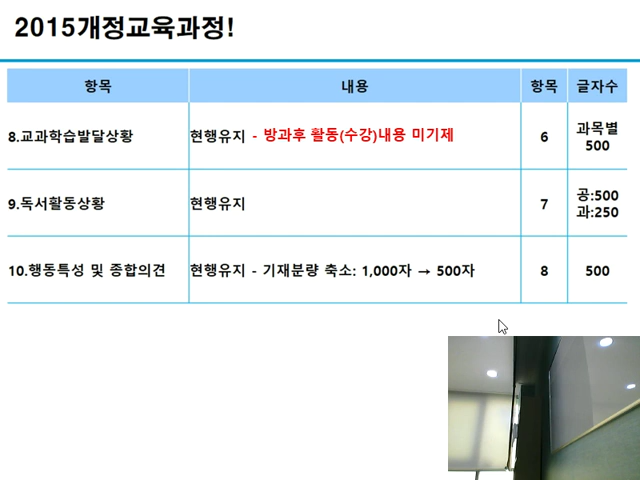 2015개정교육과정!
항목 내용 항목 글자수
8.교과학습발달상황 현행유지 - 방과후 활동(수강)내용 미기제 6 과목별
500
9.독서활동상황 현행유지 7 공:500
과:250
10.행동특성 및 종합의견 현행유지 - 기재분량 축소: 1,000자 → 500자 8 500